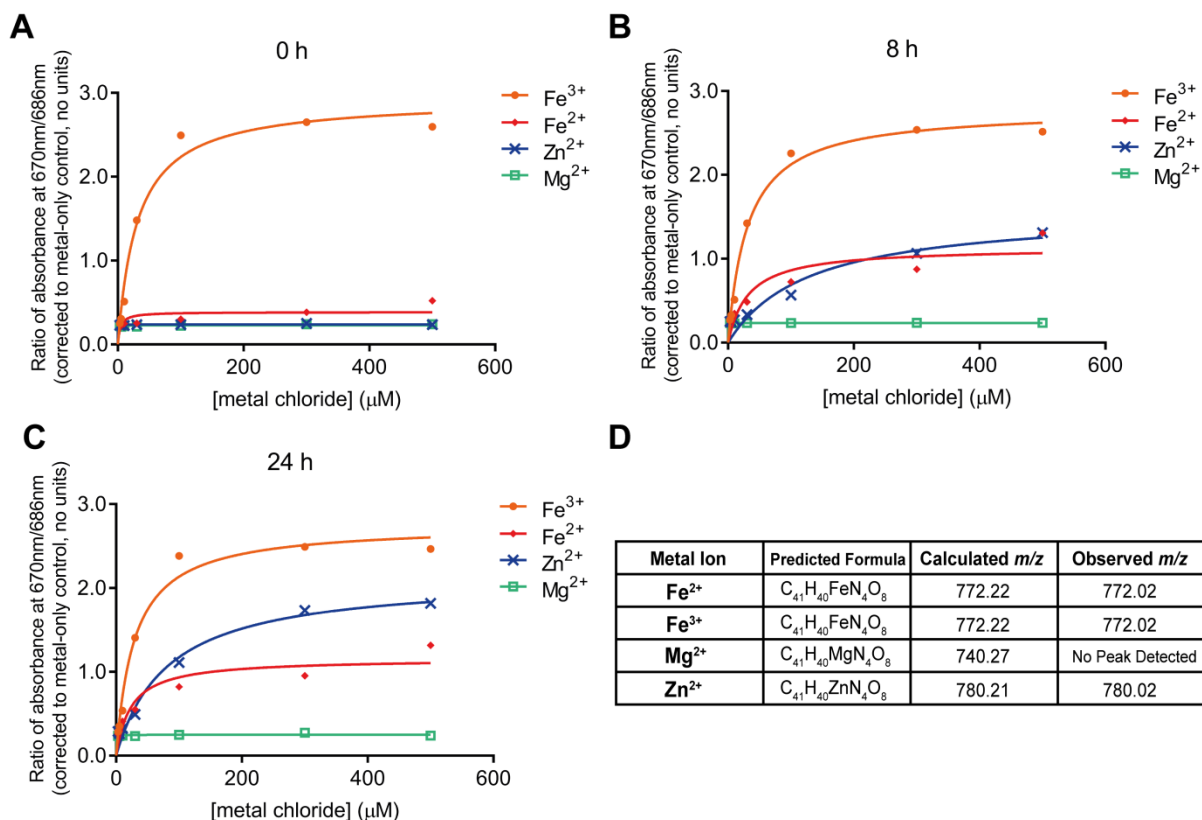 A
0 h
Ratio of absorbance at 670nm/686nm
(corrected to metal-only control, no units)
3.0
2.0
1.0
0.0
0
200
400
600
[metal chloride] (μM)
Fe³⁺
Fe²⁺
Zn²⁺
Mg²⁺
B
8 h
Ratio of absorbance at 670nm/686nm
(corrected to metal-only control, no units)
3.0
2.0
1.0
0.0
0
200
400
600
[metal chloride] (μM)
Fe³⁺
Fe²⁺
Zn²⁺
Mg²⁺
C
24 h
Ratio of absorbance at 670nm/686nm
(corrected to metal-only control, no units)
3.0
2.0
1.0
0.0
0
200
400
600
[metal chloride] (μM)
Fe³⁺
Fe²⁺
Zn²⁺
Mg²⁺
D
Metal Ion Predicted Formula Calculated m/z Observed m/z
Fe²⁺ C₄₁H₄₀FeN₄O₈ 772.22 772.02
Fe³⁺ C₄₁H₄₀FeN₄O₈ 772.22 772.02
Mg²⁺ C₄₁H₄₀MgN₄O₈ 740.27 No Peak Detected
Zn²⁺ C₄₁H₄₀ZnN₄O₈ 780.21 780.02